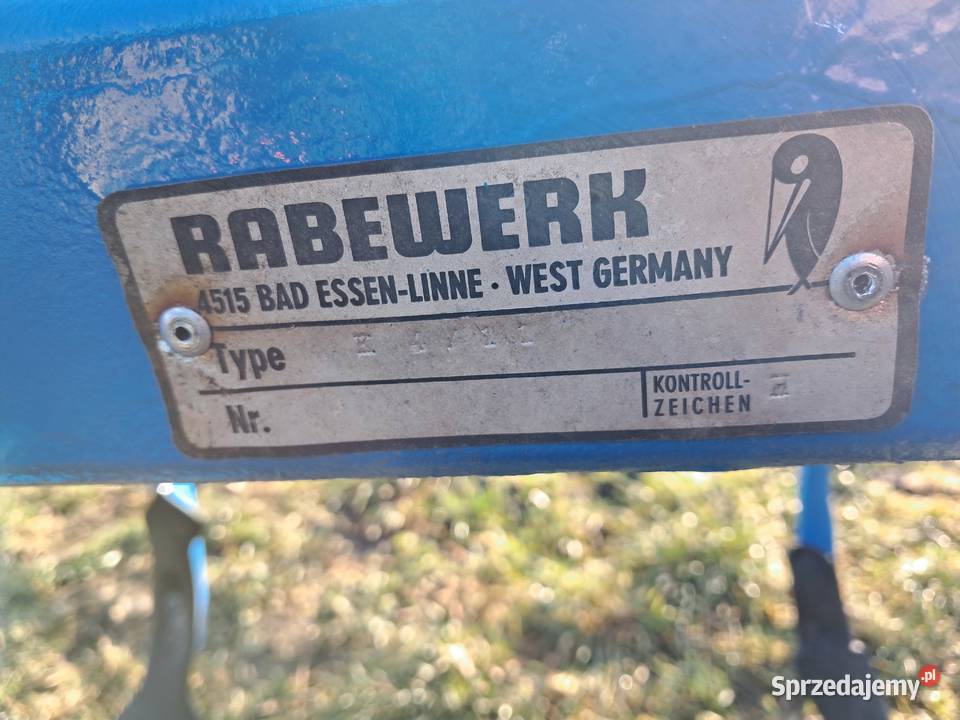 RABEWERK
4515 BAD ESSEN-LINNE · WEST GERMANY
Type
Nr.
KONTROLL-
ZEICHEN
Sprzedajemy.pl